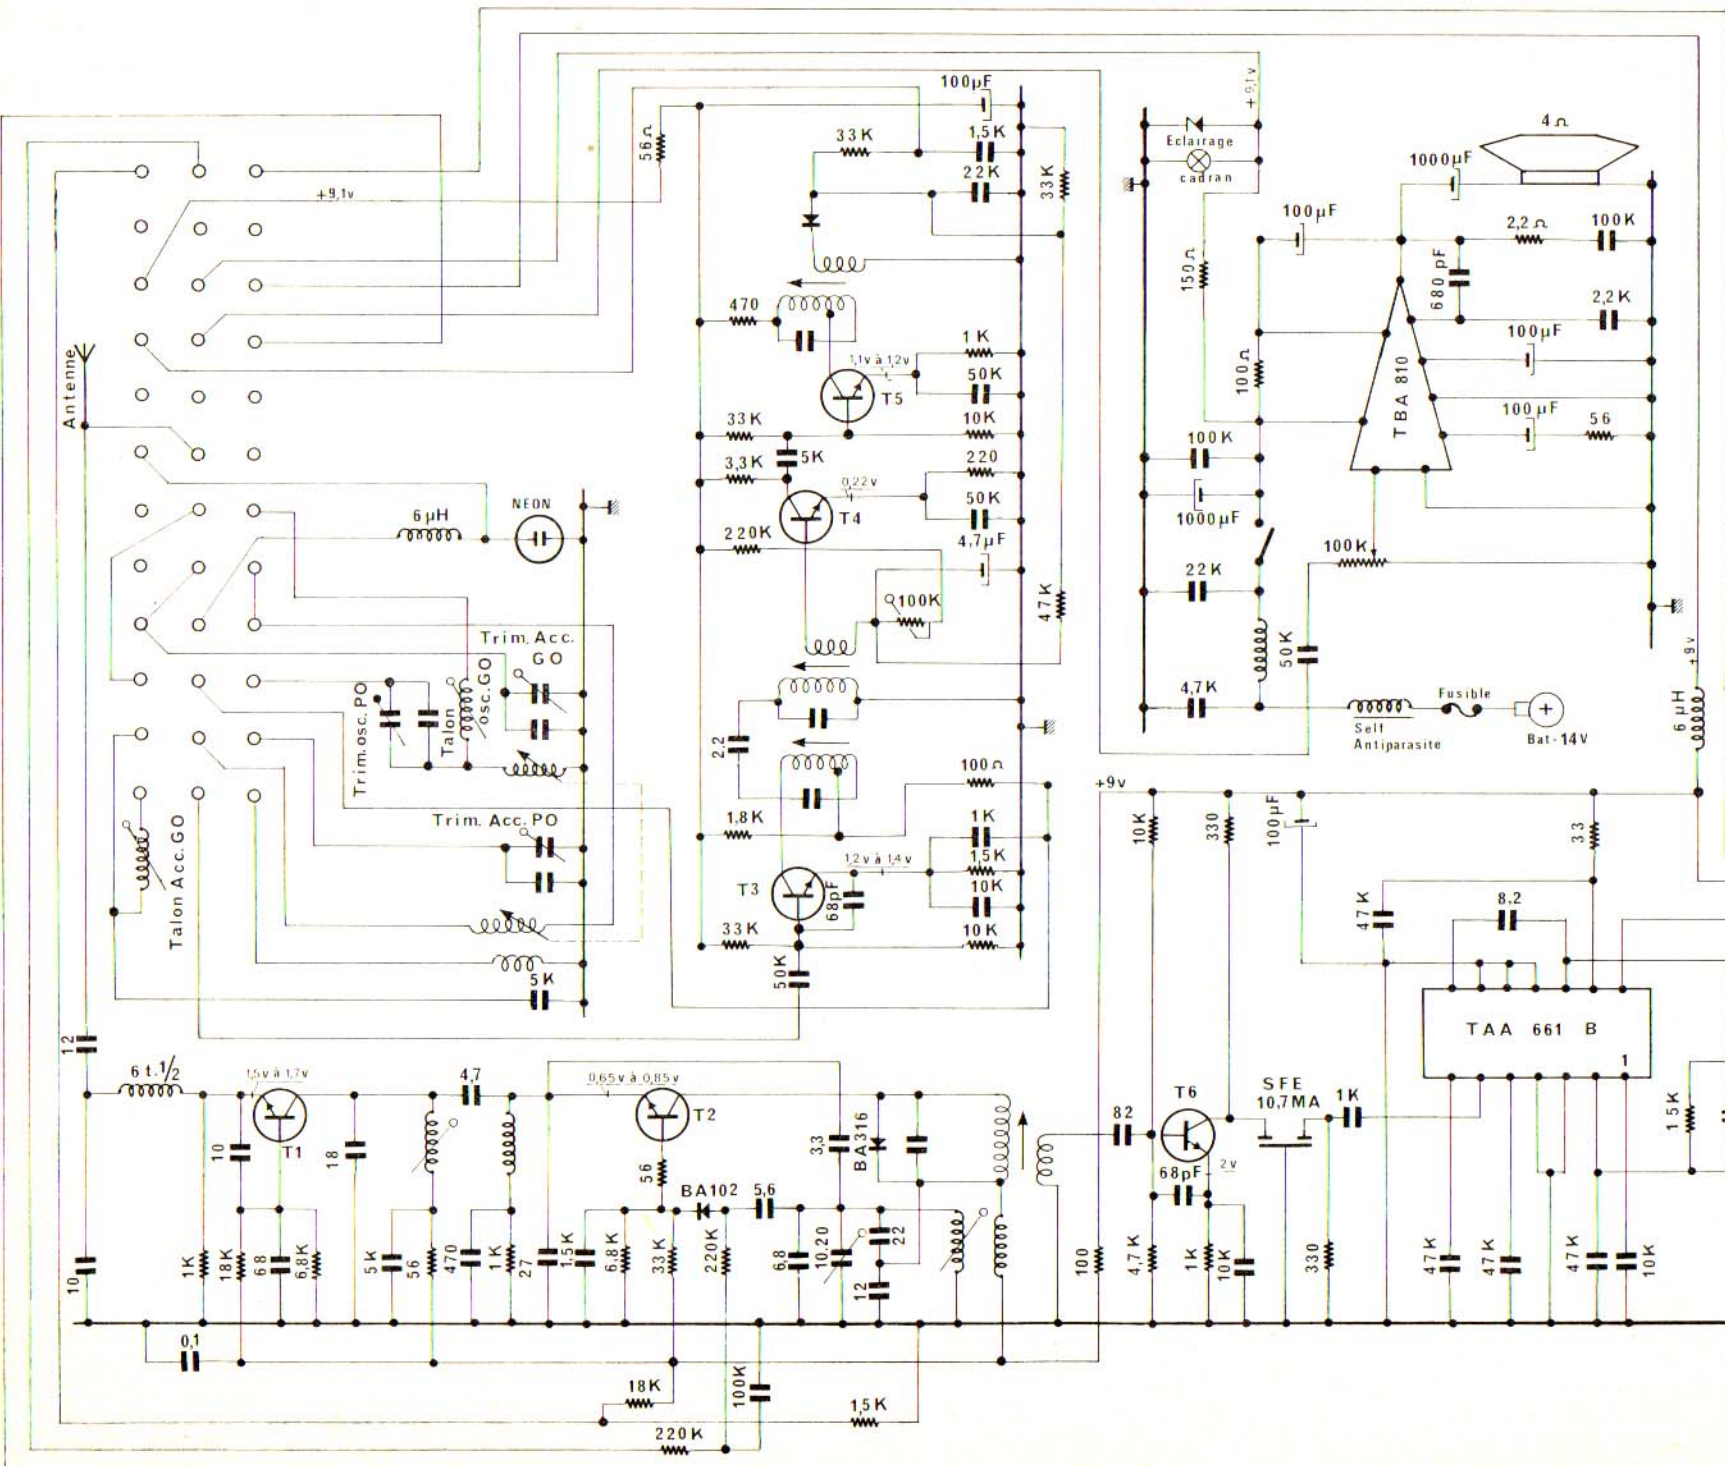 100µF
+9,1v
33K
1,5K
56Ω
22K
33K
Eclairage
cadran
4Ω
1000µF
+9,1v
100µF
2,2Ω
100K
680 pF
150Ω
470
2,2K
100µF
1K
Antenne
1,1v à 1,2v
50K
T5
100Ω
TBA 810
33K
10K
100µF
56
5K
3,3K
220
100K
0,22v
50K
T4
1000µF
6µH
NEON
220K
4,7µF
100K
22K
100K
47K
Trim. Acc.
GO
50K
+9v
Trim. osc. PO
Talon
osc. GO
4,7K
Fusible
6µH
Self
Antiparasite
Bat-14V
2,2
100Ω
+9v
Trim. Acc. PO
1,8K
1K
10K
330
100µF
33
1,2v à 1,4v
1,5K
T3
68pF
10K
47K
8,2
Talon Acc. GO
33K
10K
50K
5K
TAA 661 B
1
12
6 t.1/2
1,5v à 1,7v
4,7
0,65v à 0,85v
T2
T6
SFE
10,7MA
1K
82
15K
10
T1
18
56
3,3
BA316
68pF
2v
BA102
5,6
10
1K
18K
68
6,8K
5K
56
470
1K
27
1,5K
6,8K
33K
220K
6,8
10,20
22
12
100
4,7K
1K
10K
330
47K
47K
47K
10K
0,1
18K
100K
1,5K
220K